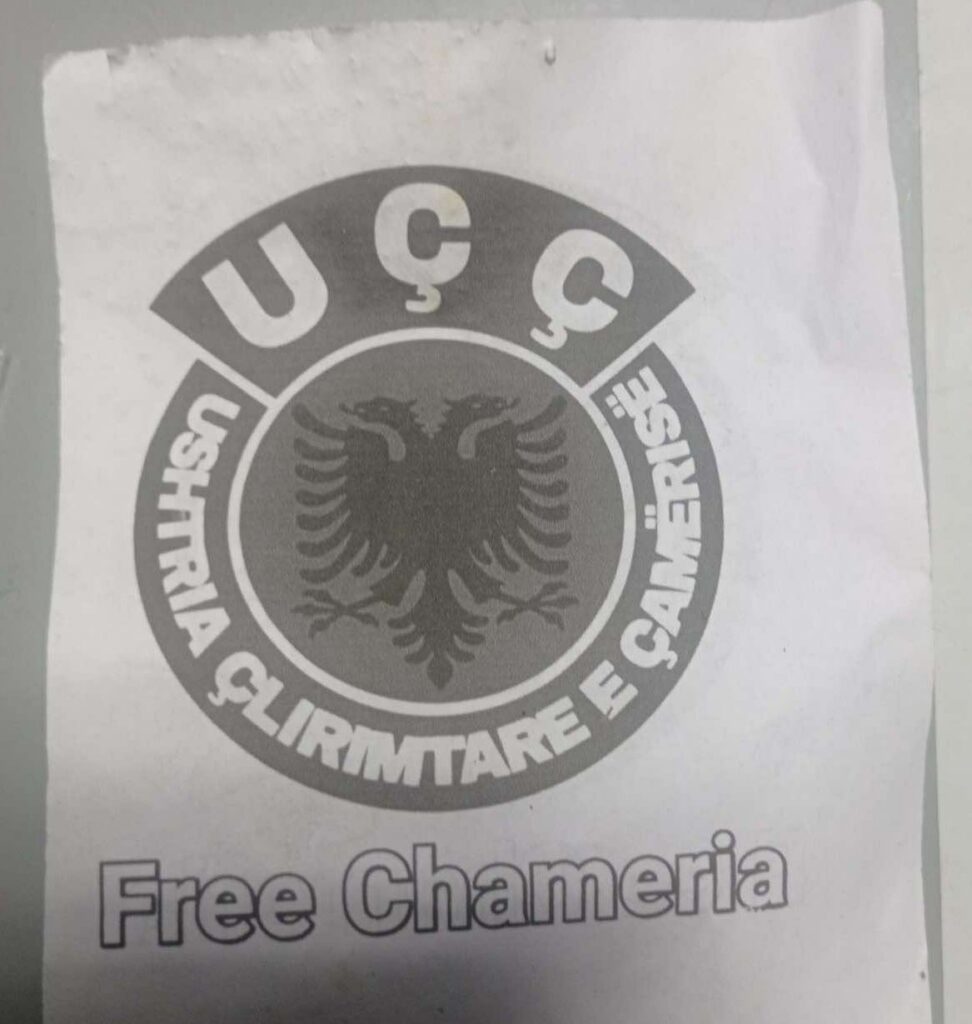 UÇÇ
USHTRIA ÇLIRIMTARE E ÇAMËRISË
Free Chameria